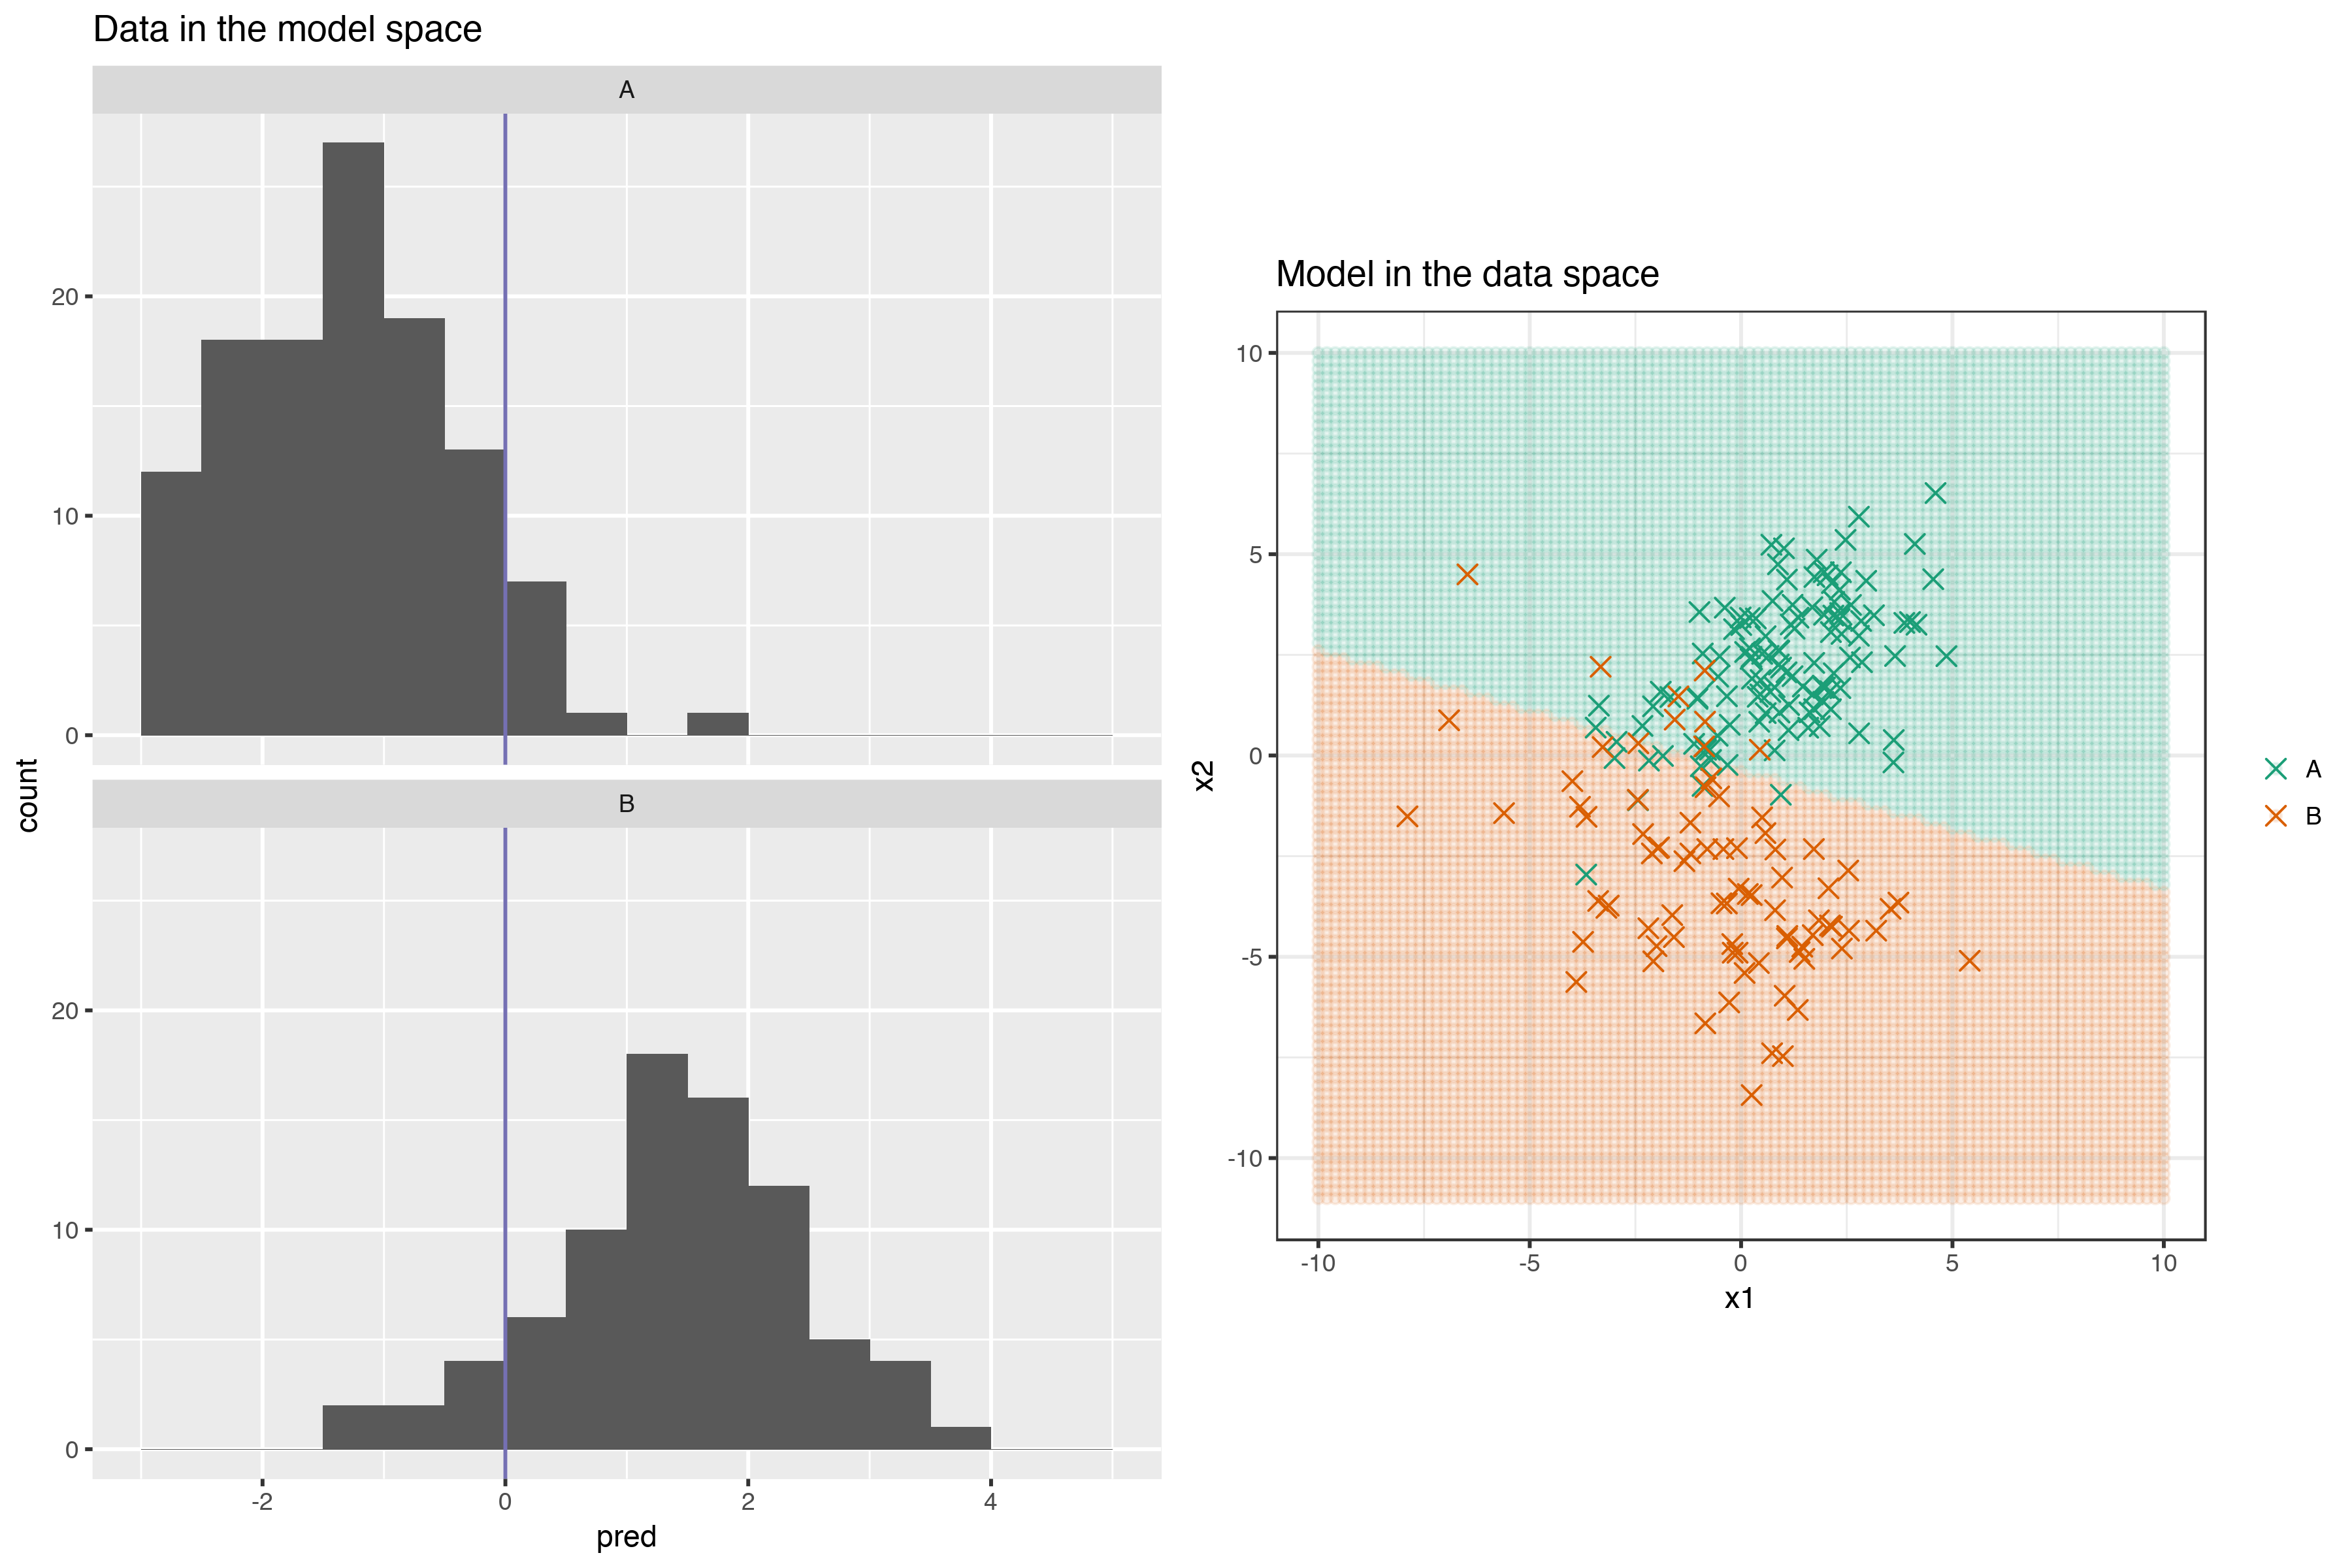 Data in the model space
A
20
10
0
B
20
10
0
count
-2 0 2 4
pred
Model in the data space
10
5
0
-5
-10
x2
-10 -5 0 5 10
x1
A
B